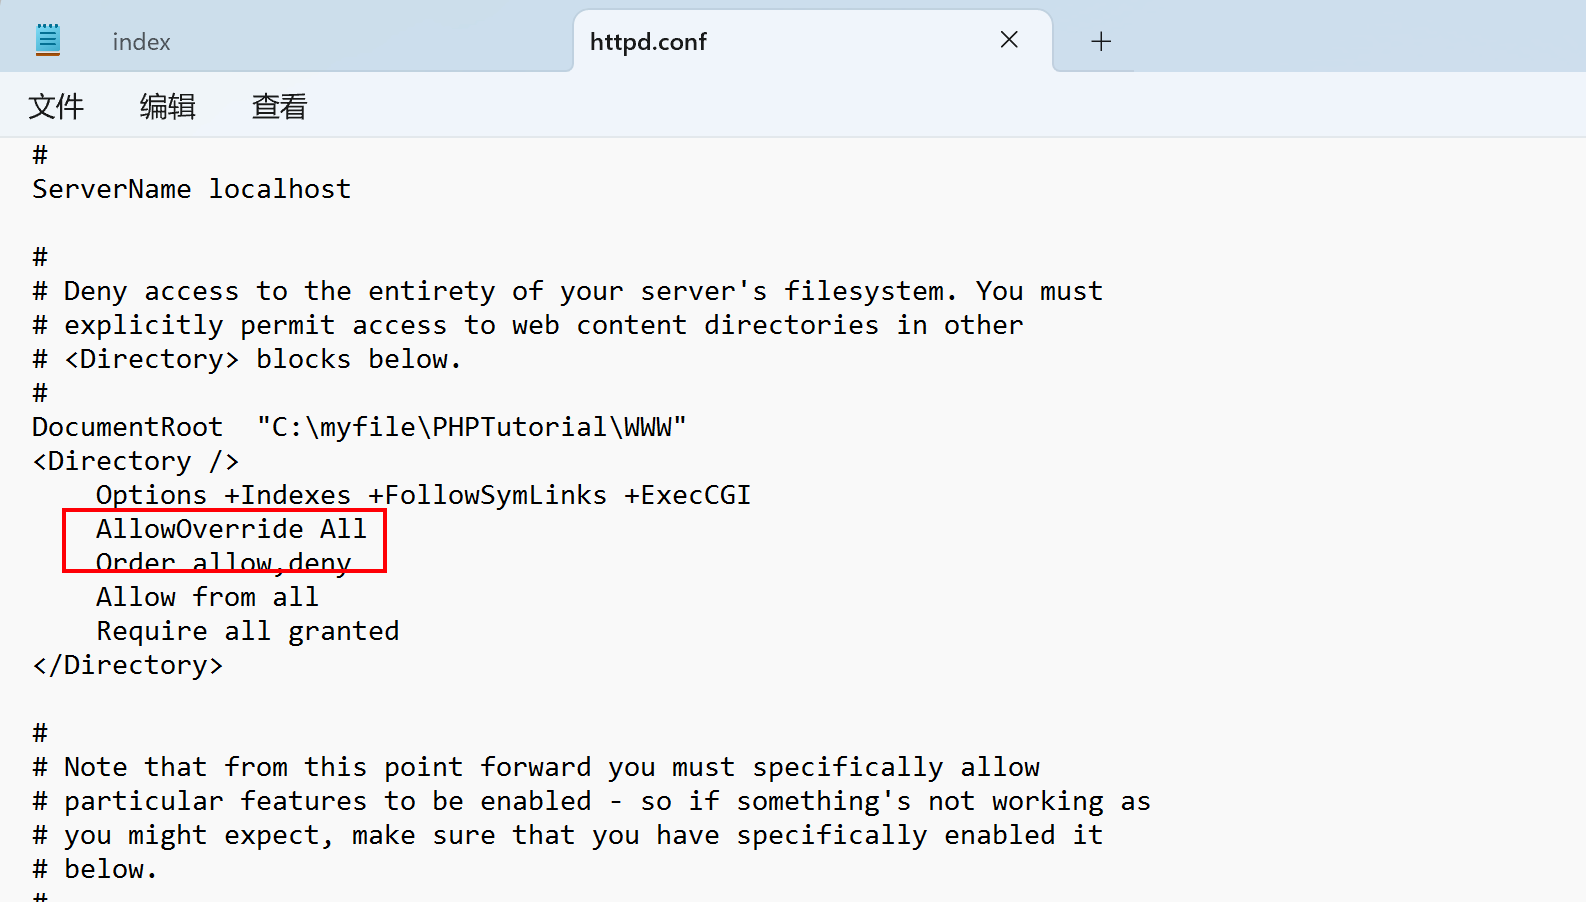 index
httpd.conf
文件 编辑 查看
#
ServerName localhost
#
# Deny access to the entirety of your server's filesystem. You must
# explicitly permit access to web content directories in other
# <Directory> blocks below.
#
DocumentRoot  "C:\myfile\PHPTutorial\WWW"
<Directory />
    Options +Indexes +FollowSymLinks +ExecCGI
    AllowOverride All
    Order allow,deny
    Allow from all
    Require all granted
</Directory>
#
# Note that from this point forward you must specifically allow
# particular features to be enabled - so if something's not working as
# you might expect, make sure that you have specifically enabled it
# below.
#